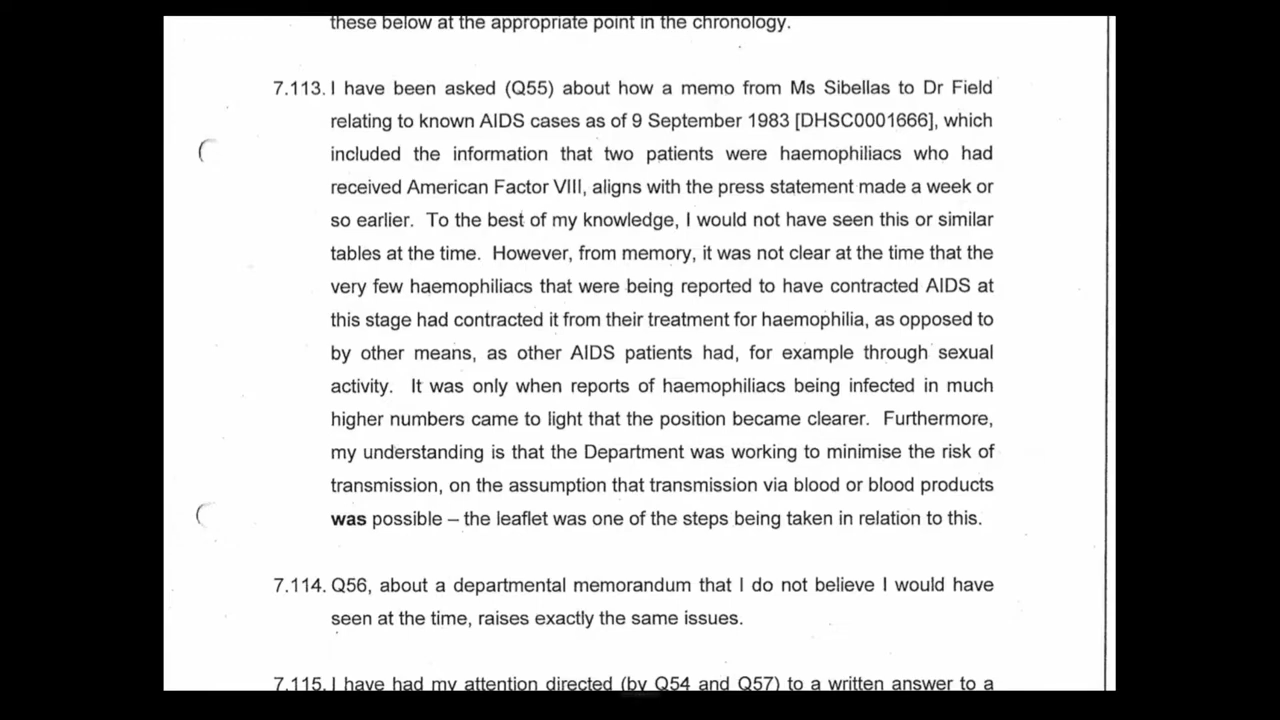 these below at the appropriate point in the chronology.
7.113. I have been asked (Q55) about how a memo from Ms Sibellas to Dr Field
relating to known AIDS cases as of 9 September 1983 [DHSC0001666], which
included the information that two patients were haemophiliacs who had
received American Factor VIII, aligns with the press statement made a week or
so earlier. To the best of my knowledge, I would not have seen this or similar
tables at the time. However, from memory, it was not clear at the time that the
very few haemophiliacs that were being reported to have contracted AIDS at
this stage had contracted it from their treatment for haemophilia, as opposed to
by other means, as other AIDS patients had, for example through sexual
activity. It was only when reports of haemophiliacs being infected in much
higher numbers came to light that the position became clearer. Furthermore,
my understanding is that the Department was working to minimise the risk of
transmission, on the assumption that transmission via blood or blood products
was possible – the leaflet was one of the steps being taken in relation to this.
7.114. Q56, about a departmental memorandum that I do not believe I would have
seen at the time, raises exactly the same issues.
7.115. I have had my attention directed (by Q54 and Q57) to a written answer to a